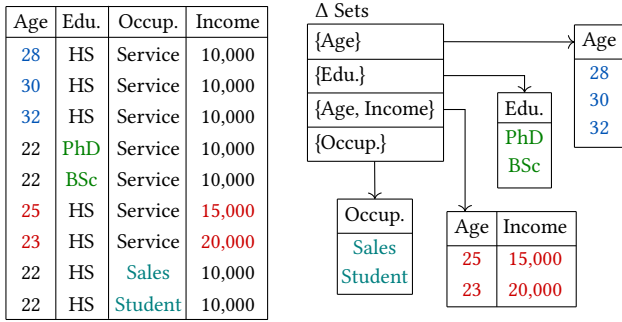 Age Edu. Occup. Income
28 HS Service 10,000
30 HS Service 10,000
32 HS Service 10,000
22 PhD Service 10,000
22 BSc Service 10,000
25 HS Service 15,000
23 HS Service 20,000
22 HS Sales 10,000
22 HS Student 10,000
Δ Sets
{Age}
{Edu.}
{Age, Income}
{Occup.}
Age
28
30
32
Edu.
PhD
BSc
Occup.
Sales
Student
Age Income
25 15,000
23 20,000